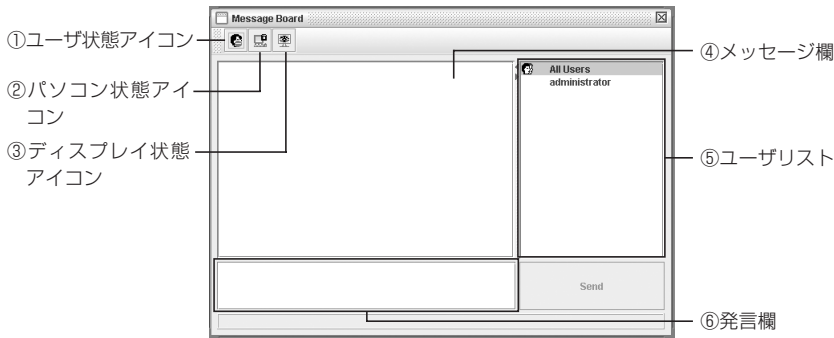 Message Board
①ユーザ状態アイコン
②パソコン状態アイ
コン
③ディスプレイ状態
アイコン
④メッセージ欄
All Users
administrator
⑤ユーザリスト
Send
⑥発言欄